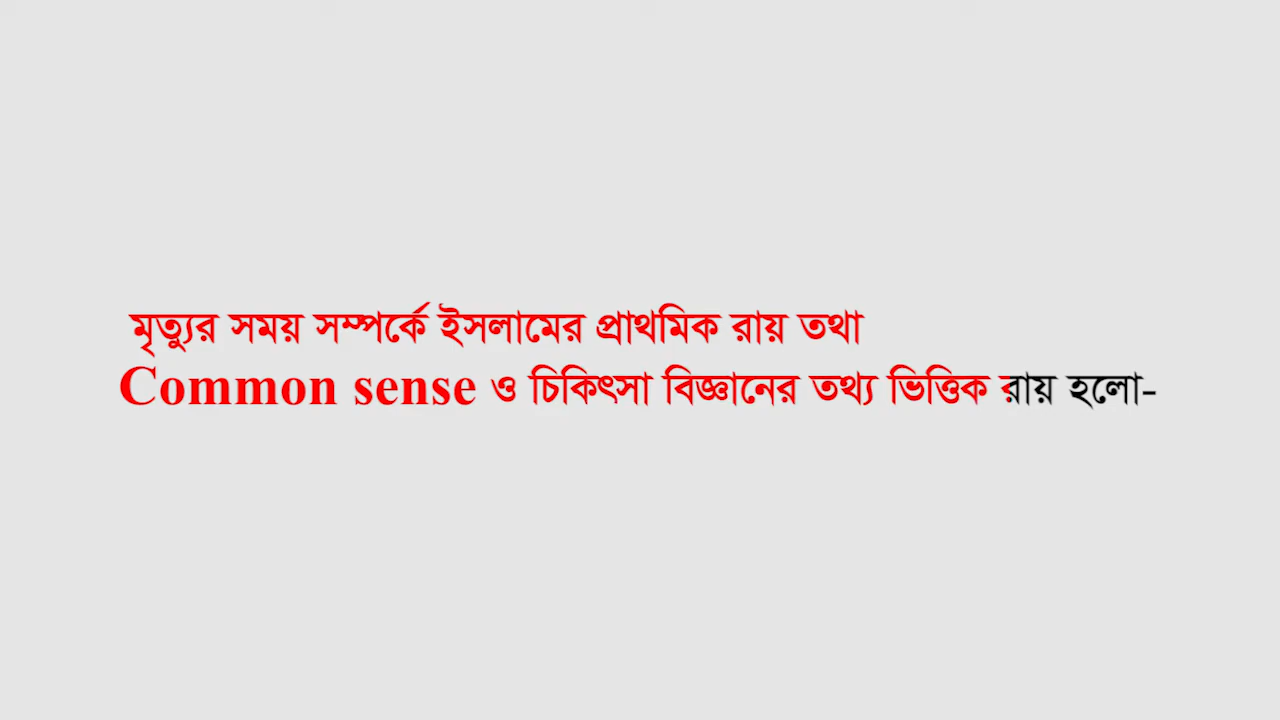 মৃত্যুর সময় সম্পর্কে ইসলামের প্রাথমিক রায় তথা
Common sense ও চিকিৎসা বিজ্ঞানের তথ্য ভিত্তিক রায় হলো-